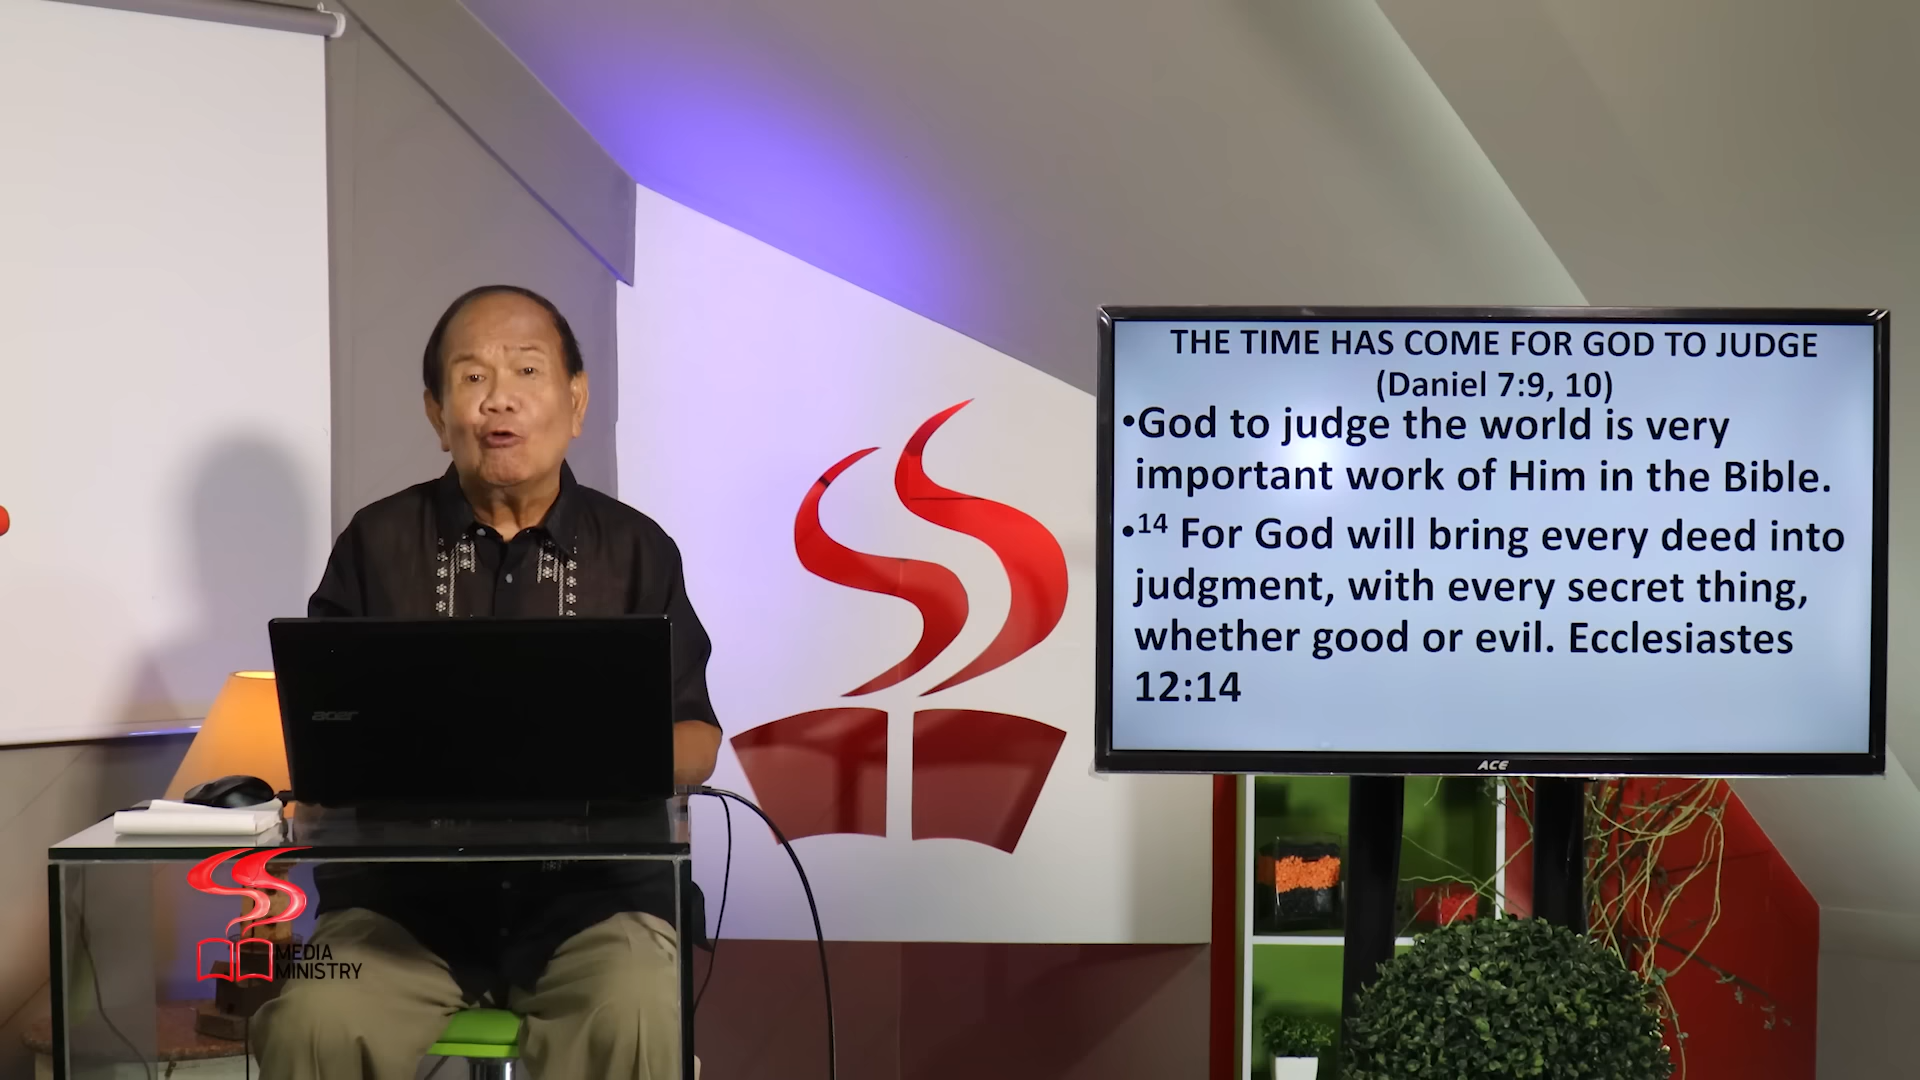 THE TIME HAS COME FOR GOD TO JUDGE
(Daniel 7:9, 10)
•God to judge the world is very
important work of Him in the Bible.
•14 For God will bring every deed into
judgment, with every secret thing,
whether good or evil. Ecclesiastes
12:14
ACE
acer
MEDIA
MINISTRY